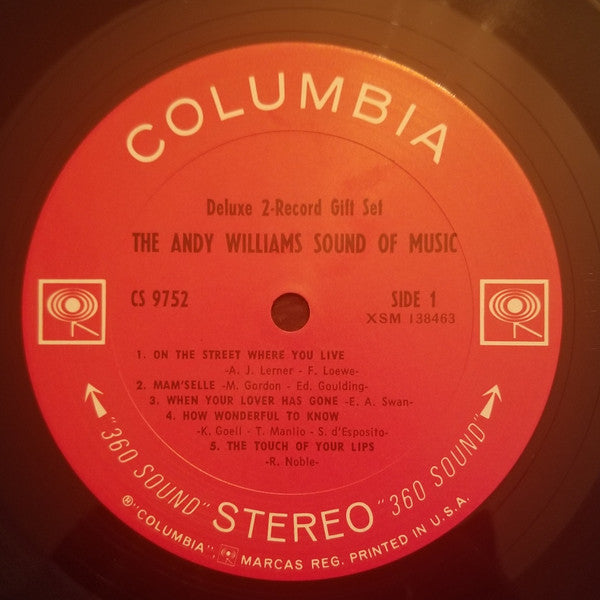 COLUMBIA
Deluxe 2-Record Gift Set
THE ANDY WILLIAMS SOUND OF MUSIC
CS 9752
SIDE 1
XSM 138463
1. ON THE STREET WHERE YOU LIVE
-A. J. Lerner - F. Loewe-
2. MAM'SELLE -M. Gordon - Ed. Goulding-
3. WHEN YOUR LOVER HAS GONE -E. A. Swan-
4. HOW WONDERFUL TO KNOW
-K. Goell - T. Manlio - S. d'Esposito-
5. THE TOUCH OF YOUR LIPS
-R. Noble-
"360 SOUND" STEREO "360 SOUND"
®"COLUMBIA", MARCAS REG. PRINTED IN U.S.A.